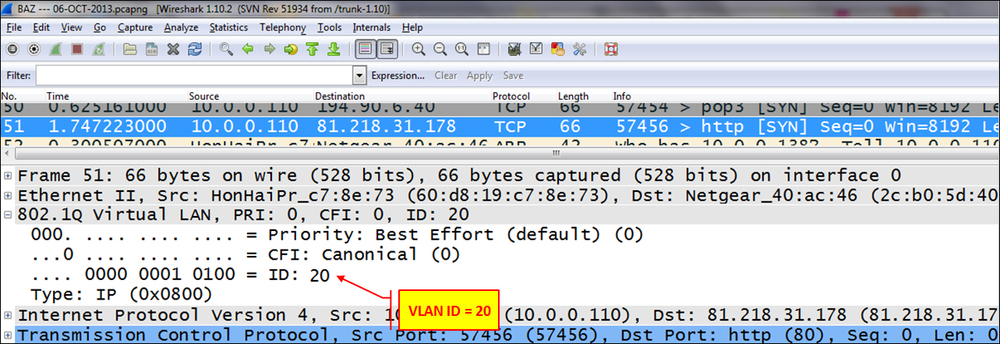 BAZ --- 06-OCT-2013.pcapng [Wireshark 1.10.2 (SVN Rev 51934 from /trunk-1.10)]
File Edit View Go Capture Analyze Statistics Telephony Tools Internals Help
Filter: Expression... Clear Apply Save
No. Time Source Destination Protocol Length Info
50 0.625161000 10.0.0.110 194.90.6.40 TCP 66 57454 > pop3 [SYN] Seq=0 Win=8192 Le
51 1.747223000 10.0.0.110 81.218.31.178 TCP 66 57456 > http [SYN] Seq=0 Win=8192 Le
52 0.300507000 HonHaiPr_c7: Netgear_40:ac:46 ARP 42 who has 10.0.0.138? Tell 10.0.0.110
Frame 51: 66 bytes on wire (528 bits), 66 bytes captured (528 bits) on interface 0
Ethernet II, Src: HonHaiPr_c7:8e:73 (60:d8:19:c7:8e:73), Dst: Netgear_40:ac:46 (2c:b0:5d:40
802.1Q Virtual LAN, PRI: 0, CFI: 0, ID: 20
000. .... .... .... = Priority: Best Effort (default) (0)
...0 .... .... .... = CFI: Canonical (0)
.... 0000 0001 0100 = ID: 20
Type: IP (0x0800)
VLAN ID = 20
Internet Protocol Version 4, Src: 10 (10.0.0.110), Dst: 81.218.31.178 (81.218.31.17
Transmission Control Protocol, Src Port: 57456 (57456), Dst Port: http (80), Seq: 0, Len: 0